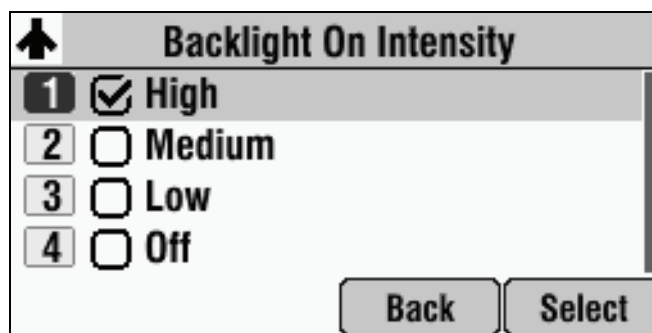 Backlight On Intensity
1 High
2 Medium
3 Low
4 Off
Back Select